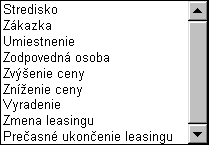 Stredisko
Zákazka
Umiestnenie
Zodpovedná osoba
Zvýšenie ceny
Zníženie ceny
Vyradenie
Zmena leasingu
Prečasné ukončenie leasingu